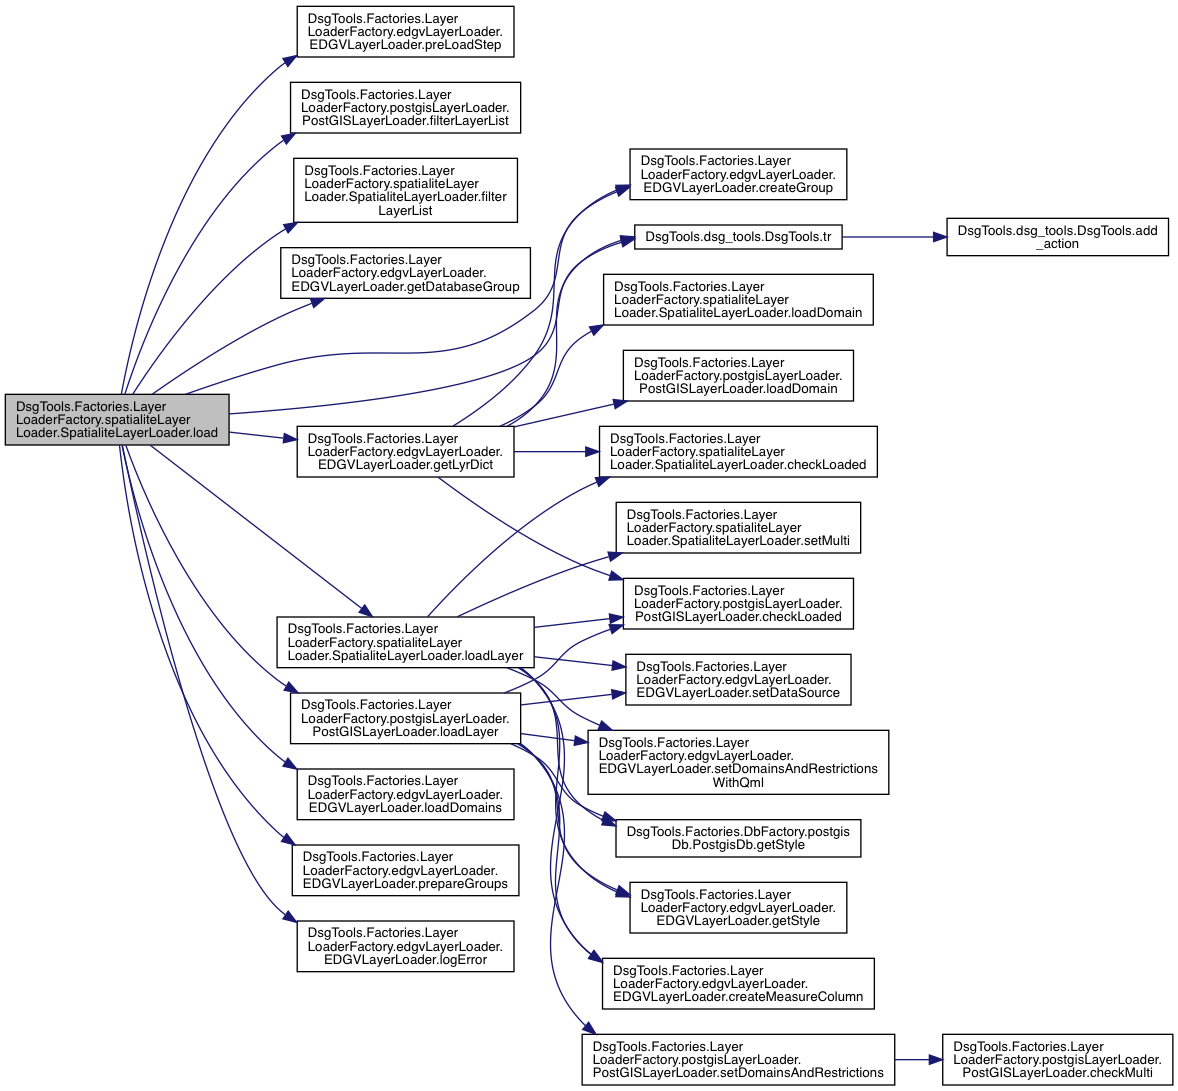 DsgTools.Factories.Layer
LoaderFactory.spatialiteLayer
Loader.SpatialiteLayerLoader.load
DsgTools.Factories.Layer
LoaderFactory.edgvLayerLoader.
EDGVLayerLoader.preLoadStep
DsgTools.Factories.Layer
LoaderFactory.postgisLayerLoader.
PostGISLayerLoader.filterLayerList
DsgTools.Factories.Layer
LoaderFactory.spatialiteLayer
Loader.SpatialiteLayerLoader.filter
LayerList
DsgTools.Factories.Layer
LoaderFactory.edgvLayerLoader.
EDGVLayerLoader.getDatabaseGroup
DsgTools.Factories.Layer
LoaderFactory.edgvLayerLoader.
EDGVLayerLoader.getLyrDict
DsgTools.Factories.Layer
LoaderFactory.spatialiteLayer
Loader.SpatialiteLayerLoader.loadLayer
DsgTools.Factories.Layer
LoaderFactory.postgisLayerLoader.
PostGISLayerLoader.loadLayer
DsgTools.Factories.Layer
LoaderFactory.edgvLayerLoader.
EDGVLayerLoader.loadDomains
DsgTools.Factories.Layer
LoaderFactory.edgvLayerLoader.
EDGVLayerLoader.prepareGroups
DsgTools.Factories.Layer
LoaderFactory.edgvLayerLoader.
EDGVLayerLoader.logError
DsgTools.Factories.Layer
LoaderFactory.edgvLayerLoader.
EDGVLayerLoader.createGroup
DsgTools.dsg_tools.DsgTools.tr
DsgTools.Factories.Layer
LoaderFactory.spatialiteLayer
Loader.SpatialiteLayerLoader.loadDomain
DsgTools.Factories.Layer
LoaderFactory.postgisLayerLoader.
PostGISLayerLoader.loadDomain
DsgTools.Factories.Layer
LoaderFactory.spatialiteLayer
Loader.SpatialiteLayerLoader.checkLoaded
DsgTools.Factories.Layer
LoaderFactory.spatialiteLayer
Loader.SpatialiteLayerLoader.setMulti
DsgTools.Factories.Layer
LoaderFactory.postgisLayerLoader.
PostGISLayerLoader.checkLoaded
DsgTools.Factories.Layer
LoaderFactory.edgvLayerLoader.
EDGVLayerLoader.setDataSource
DsgTools.Factories.Layer
LoaderFactory.edgvLayerLoader.
EDGVLayerLoader.setDomainsAndRestrictions
WithQml
DsgTools.Factories.DbFactory.postgis
Db.PostgisDb.getStyle
DsgTools.Factories.Layer
LoaderFactory.edgvLayerLoader.
EDGVLayerLoader.getStyle
DsgTools.Factories.Layer
LoaderFactory.edgvLayerLoader.
EDGVLayerLoader.createMeasureColumn
DsgTools.Factories.Layer
LoaderFactory.postgisLayerLoader.
PostGISLayerLoader.setDomainsAndRestrictions
DsgTools.dsg_tools.DsgTools.add
_action
DsgTools.Factories.Layer
LoaderFactory.postgisLayerLoader.
PostGISLayerLoader.checkMulti